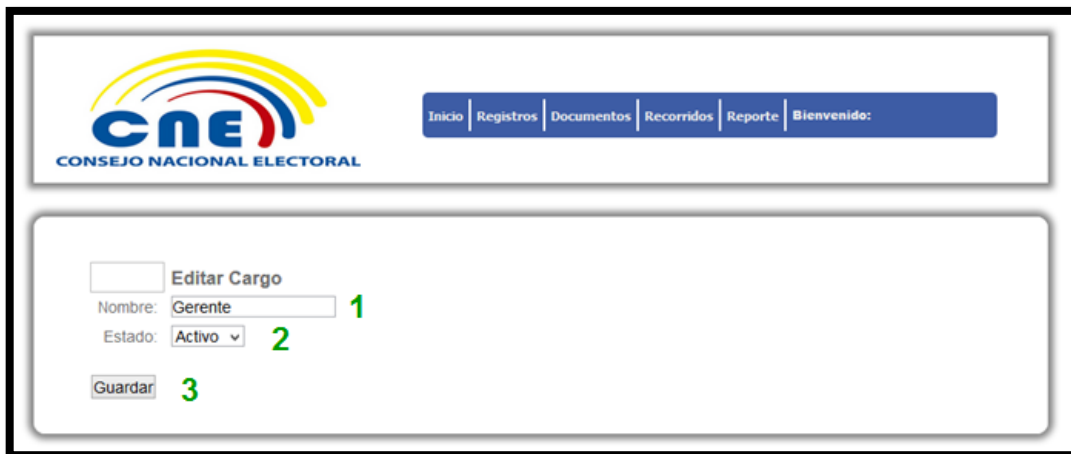 CNE
CONSEJO NACIONAL ELECTORAL
Inicio Registros Documentos Recorridos Reporte Bienvenido:
Editar Cargo
Nombre: Gerente 1
Estado: Activo 2
Guardar 3